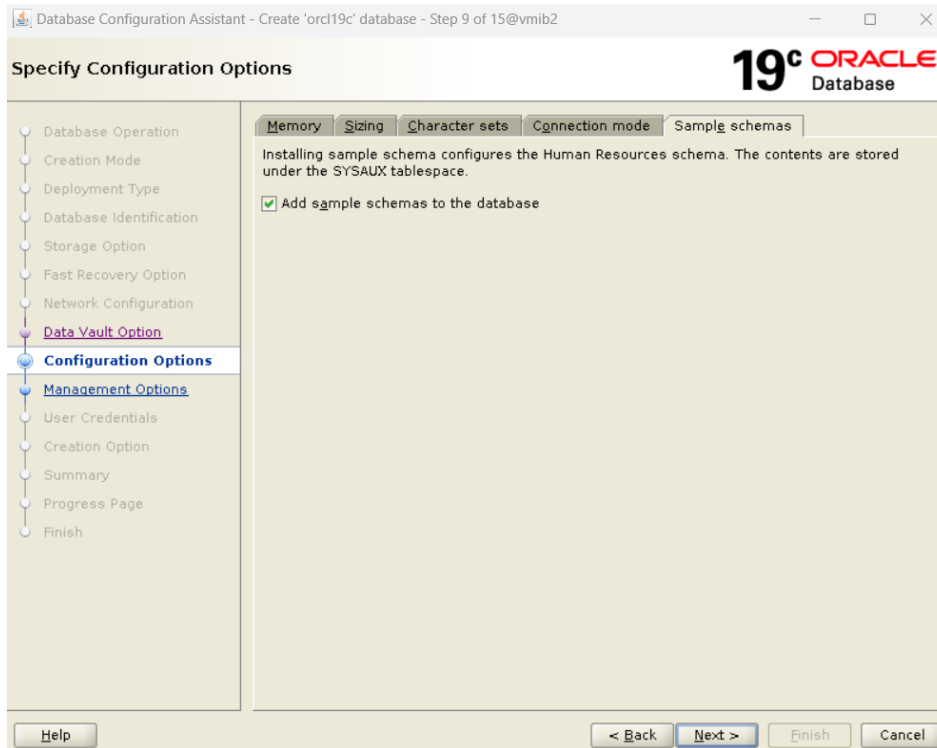 Database Configuration Assistant - Create 'orcl19c' database - Step 9 of 15@vmib2
Specify Configuration Options
19c ORACLE
Database
Database Operation
Creation Mode
Deployment Type
Database Identification
Storage Option
Fast Recovery Option
Network Configuration
Data Vault Option
Configuration Options
Management Options
User Credentials
Creation Option
Summary
Progress Page
Finish
Memory Sizing Character sets Connection mode Sample schemas
Installing sample schema configures the Human Resources schema. The contents are stored
under the SYSAUX tablespace.
Add sample schemas to the database
Help < Back Next > Finish Cancel